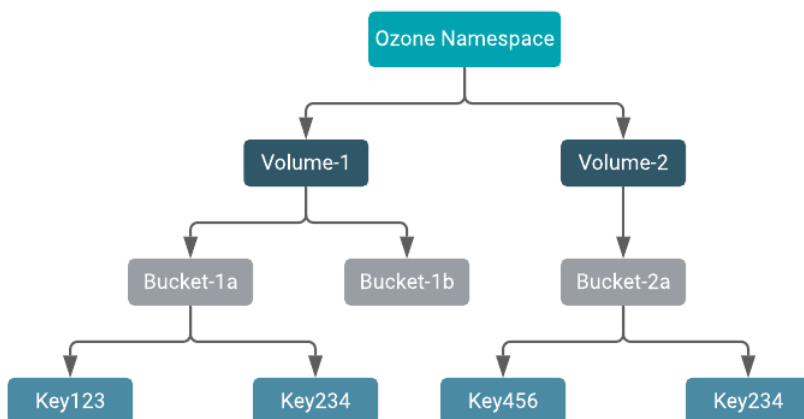 Ozone Namespace
Volume-1
Volume-2
Bucket-1a
Bucket-1b
Bucket-2a
Key123
Key234
Key456
Key234